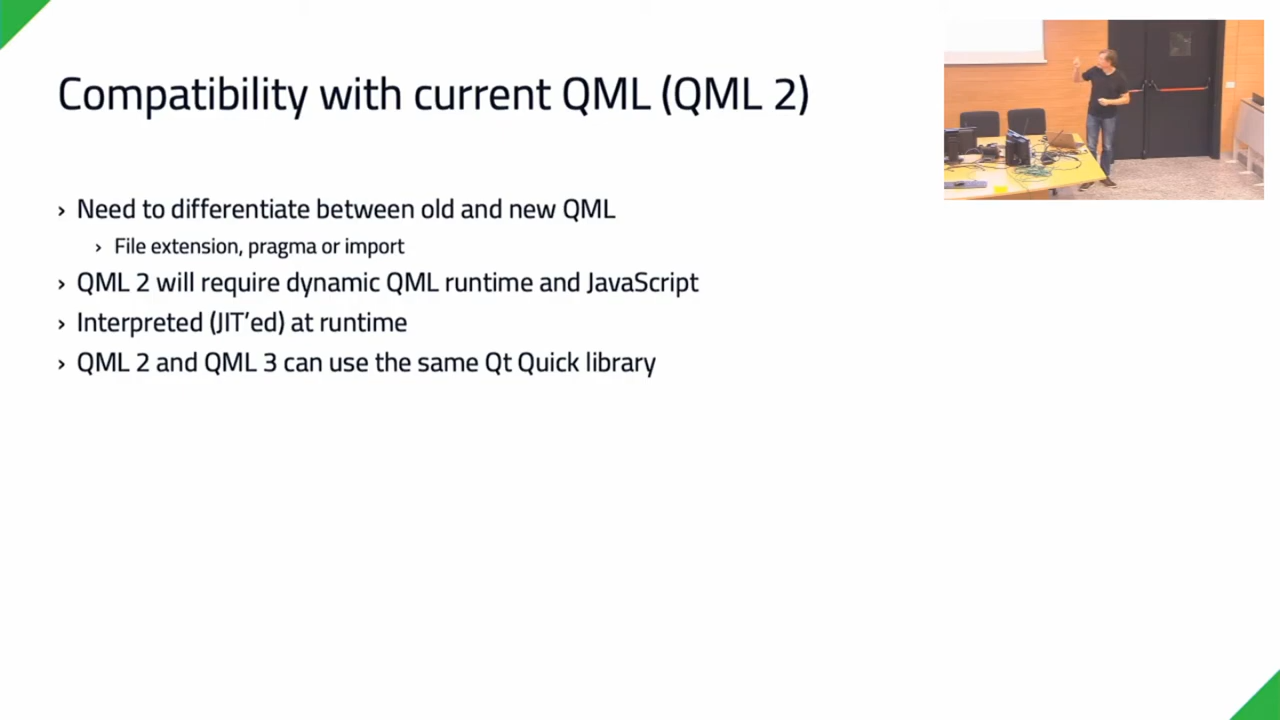 Compatibility with current QML (QML 2)
› Need to differentiate between old and new QML
› File extension, pragma or import
› QML 2 will require dynamic QML runtime and JavaScript
› Interpreted (JIT'ed) at runtime
› QML 2 and QML 3 can use the same Qt Quick library